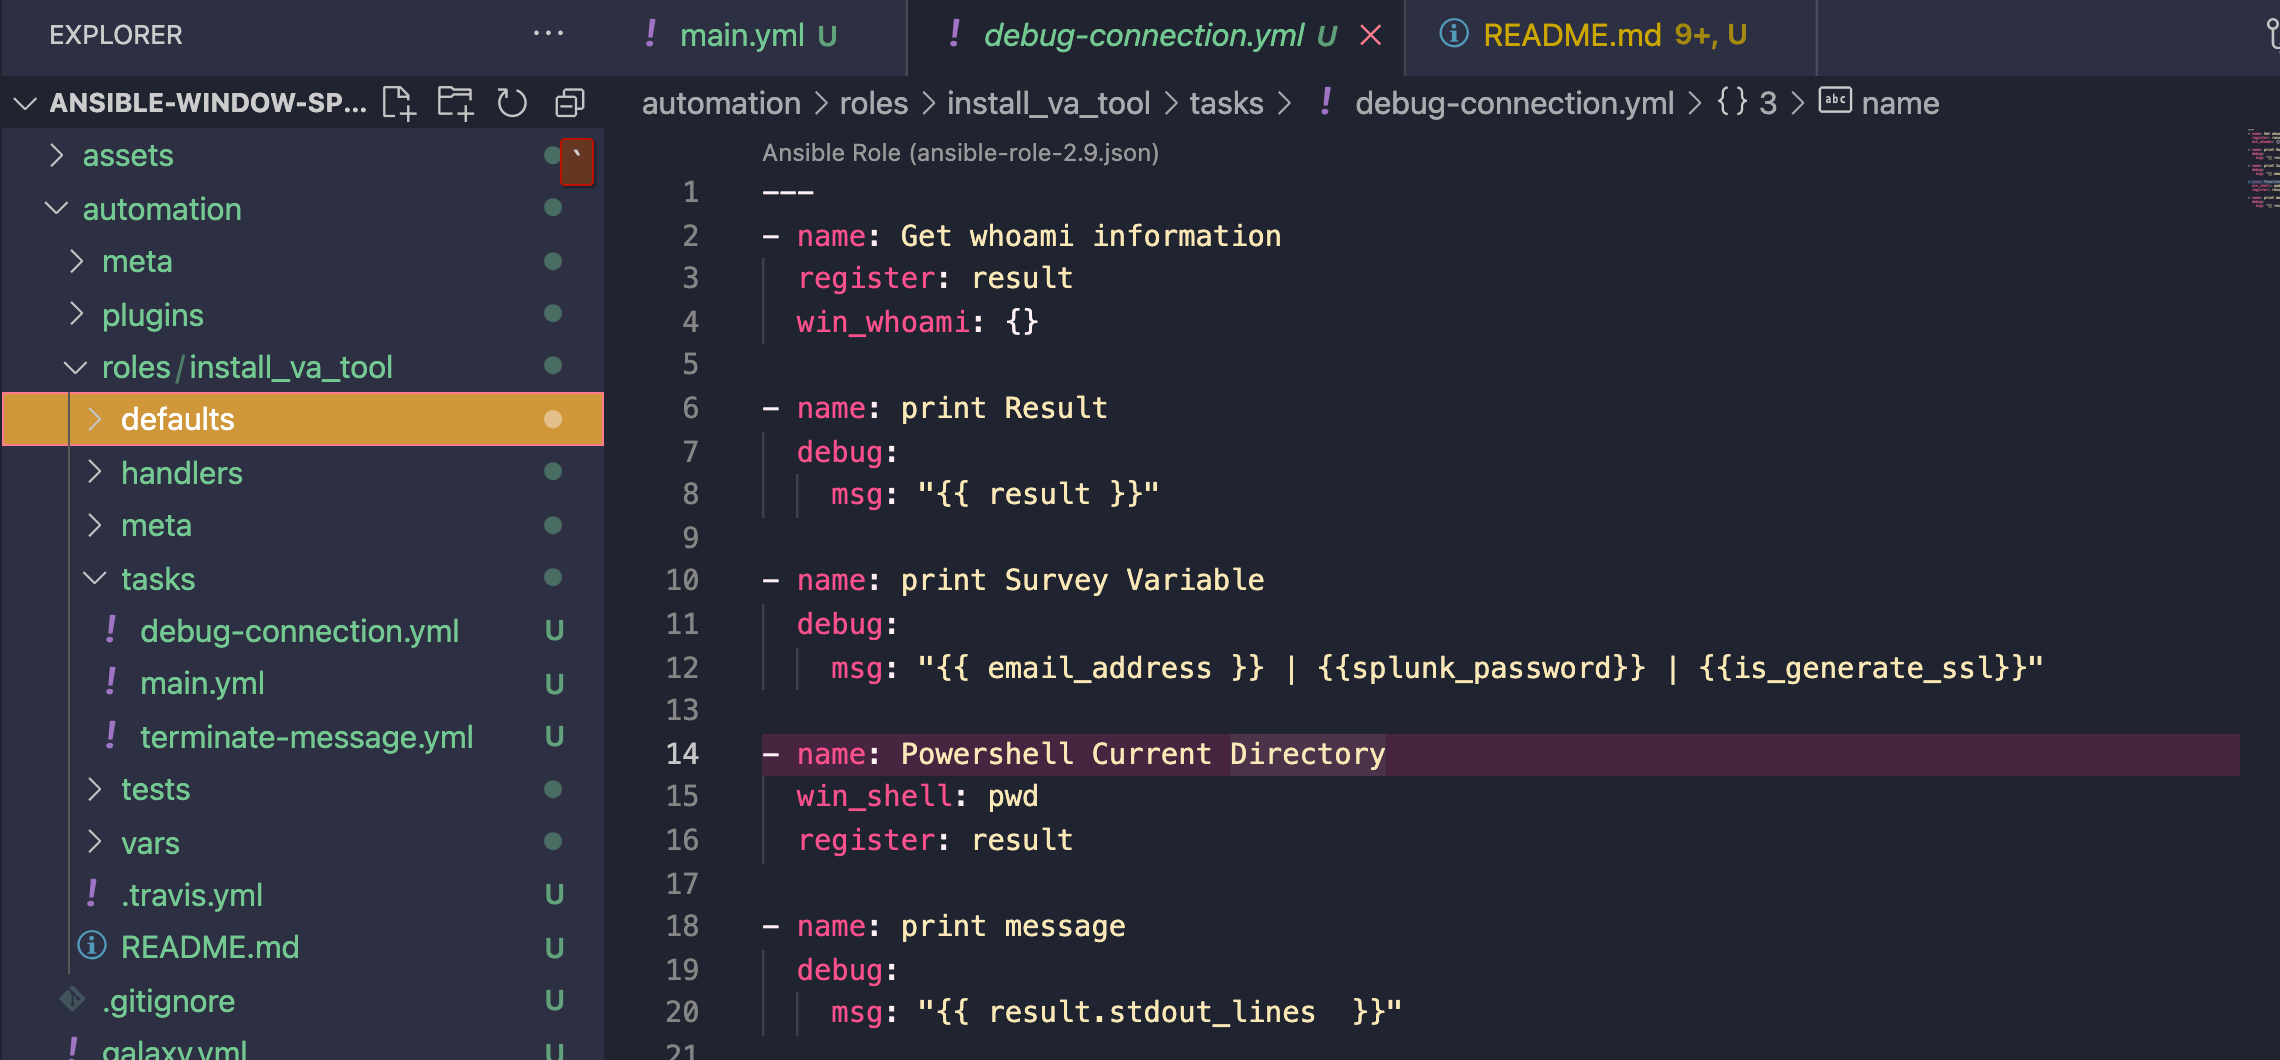 EXPLORER ···
ANSIBLE-WINDOW-SP...
assets
`
automation
meta
plugins
roles/install_va_tool
defaults
handlers
meta
tasks
debug-connection.yml U
main.yml U
terminate-message.yml U
tests
vars
.travis.yml U
README.md U
.gitignore U
galaxy.yml U
main.yml U
debug-connection.yml U
README.md 9+, U
automation > roles > install_va_tool > tasks > ! debug-connection.yml > {} 3 > abc name
Ansible Role (ansible-role-2.9.json)
1 ---
2 - name: Get whoami information
3 register: result
4 win_whoami: {}
5
6 - name: print Result
7 debug:
8 msg: "{{ result }}"
9
10 - name: print Survey Variable
11 debug:
12 msg: "{{ email_address }} | {{splunk_password}} | {{is_generate_ssl}}"
13
14 - name: Powershell Current Directory
15 win_shell: pwd
16 register: result
17
18 - name: print message
19 debug:
20 msg: "{{ result.stdout_lines  }}"
21